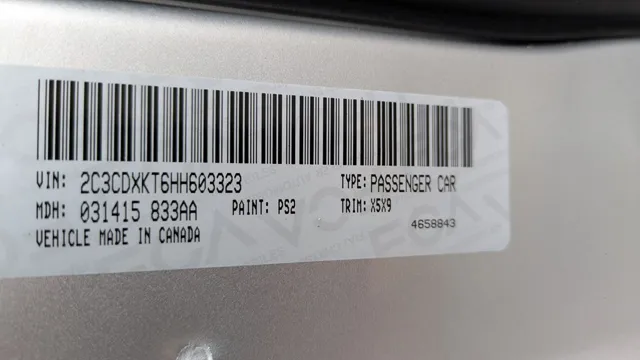 VIN: 2C3CDXKT6HH603323 TYPE: PASSENGER CAR
MDH: 031415 833AA PAINT: PS2 TRIM: X5X9
VEHICLE MADE IN CANADA 4658843